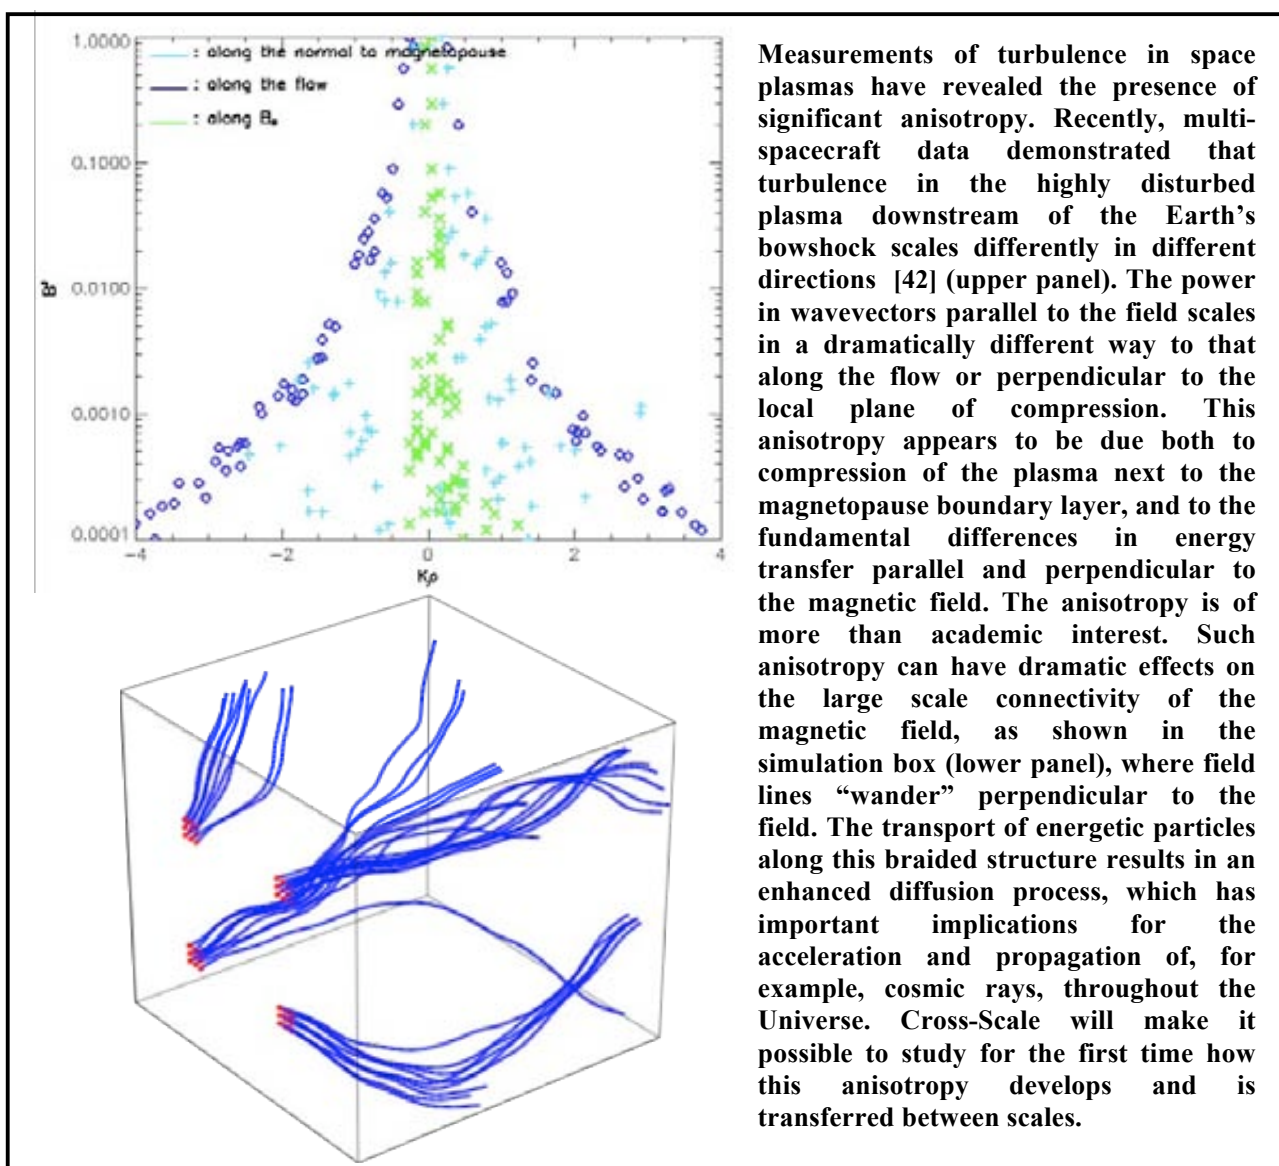 1.0000
: along the normal to magnetopause
: along the flow
: along Bₒ
0.1000
0.0100
B²
0.0010
0.0001
−4
−2
0
2
4
Kρ
Measurements of turbulence in space
plasmas have revealed the presence of
significant anisotropy. Recently, multi-
spacecraft data demonstrated that
turbulence in the highly disturbed
plasma downstream of the Earth's
bowshock scales differently in different
directions [42] (upper panel). The power
in wavevectors parallel to the field scales
in a dramatically different way to that
along the flow or perpendicular to the
local plane of compression. This
anisotropy appears to be due both to
compression of the plasma next to the
magnetopause boundary layer, and to the
fundamental differences in energy
transfer parallel and perpendicular to
the magnetic field. The anisotropy is of
more than academic interest. Such
anisotropy can have dramatic effects on
the large scale connectivity of the
magnetic field, as shown in the
simulation box (lower panel), where field
lines “wander” perpendicular to the
field. The transport of energetic particles
along this braided structure results in an
enhanced diffusion process, which has
important implications for the
acceleration and propagation of, for
example, cosmic rays, throughout the
Universe. Cross-Scale will make it
possible to study for the first time how
this anisotropy develops and is
transferred between scales.